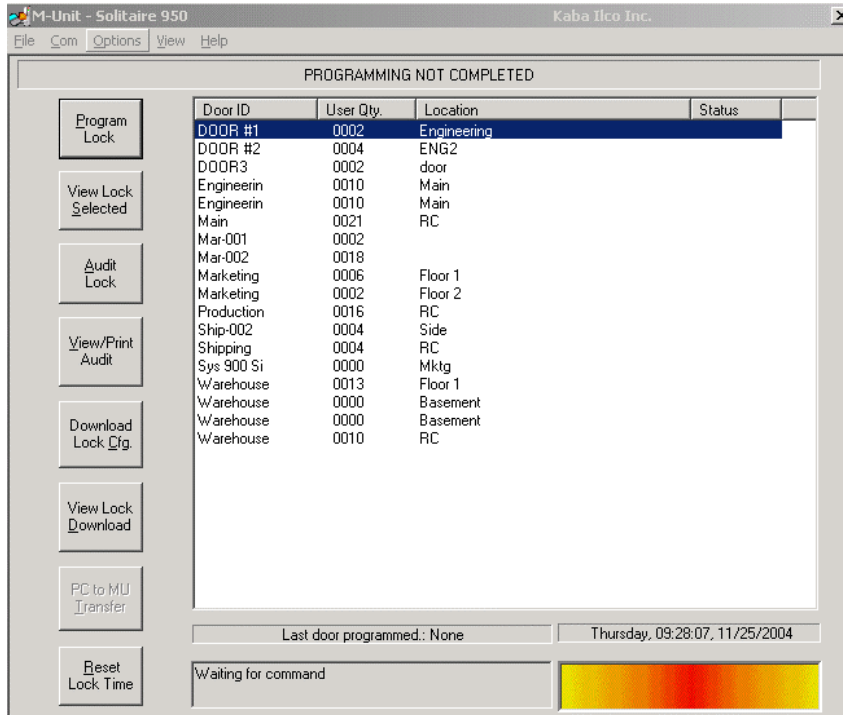 M-Unit - Solitaire 950 Kaba Ilco Inc.
File Com Options View Help
PROGRAMMING NOT COMPLETED
Program
Lock
View Lock
Selected
Audit
Lock
View/Print
Audit
Download
Lock Cfg.
View Lock
Download
PC to MU
Transfer
Reset
Lock Time
Door ID User Qty. Location Status
DOOR #1 0002 Engineering
DOOR #2 0004 ENG2
DOOR3 0002 door
Engineerin 0010 Main
Engineerin 0010 Main
Main 0021 RC
Mar-001 0002
Mar-002 0018
Marketing 0006 Floor 1
Marketing 0002 Floor 2
Production 0016 RC
Ship-002 0004 Side
Shipping 0004 RC
Sys 900 Si 0000 Mktg
Warehouse 0013 Floor 1
Warehouse 0000 Basement
Warehouse 0000 Basement
Warehouse 0010 RC
Last door programmed.: None
Thursday, 09:28:07, 11/25/2004
Waiting for command